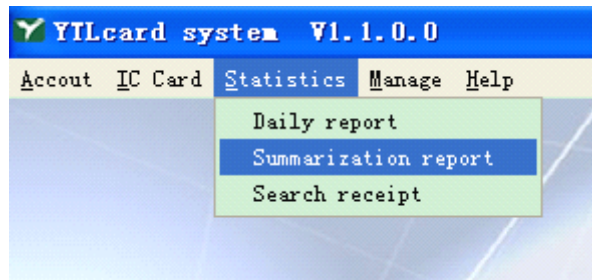 YTLcard system V1.1.0.0
Accout IC Card Statistics Manage Help
Daily report
Summarization report
Search receipt